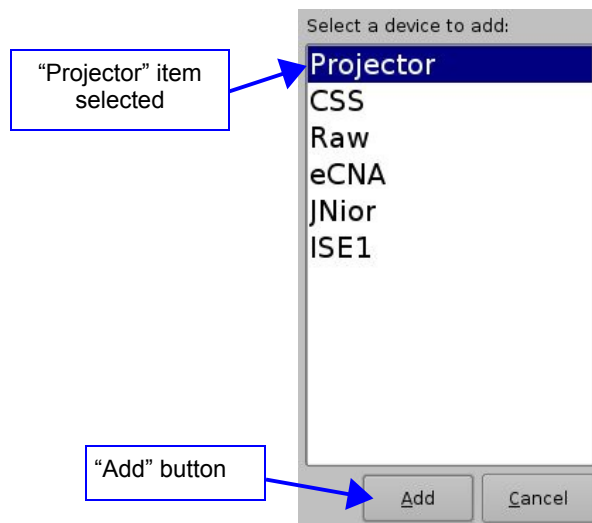 Select a device to add:
“Projector” item
selected
Projector
CSS
Raw
eCNA
JNior
ISE1
“Add” button
Add
Cancel